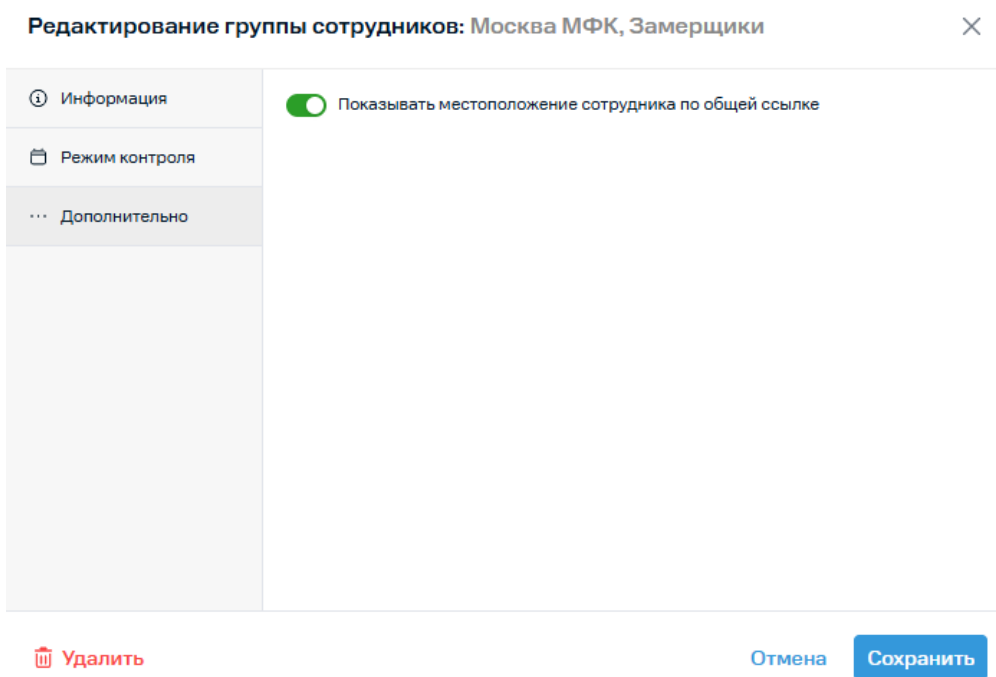 Редактирование группы сотрудников: Москва МФК, Замерщики
Информация
Показывать местоположение сотрудника по общей ссылке
Режим контроля
Дополнительно
Удалить
Отмена
Сохранить